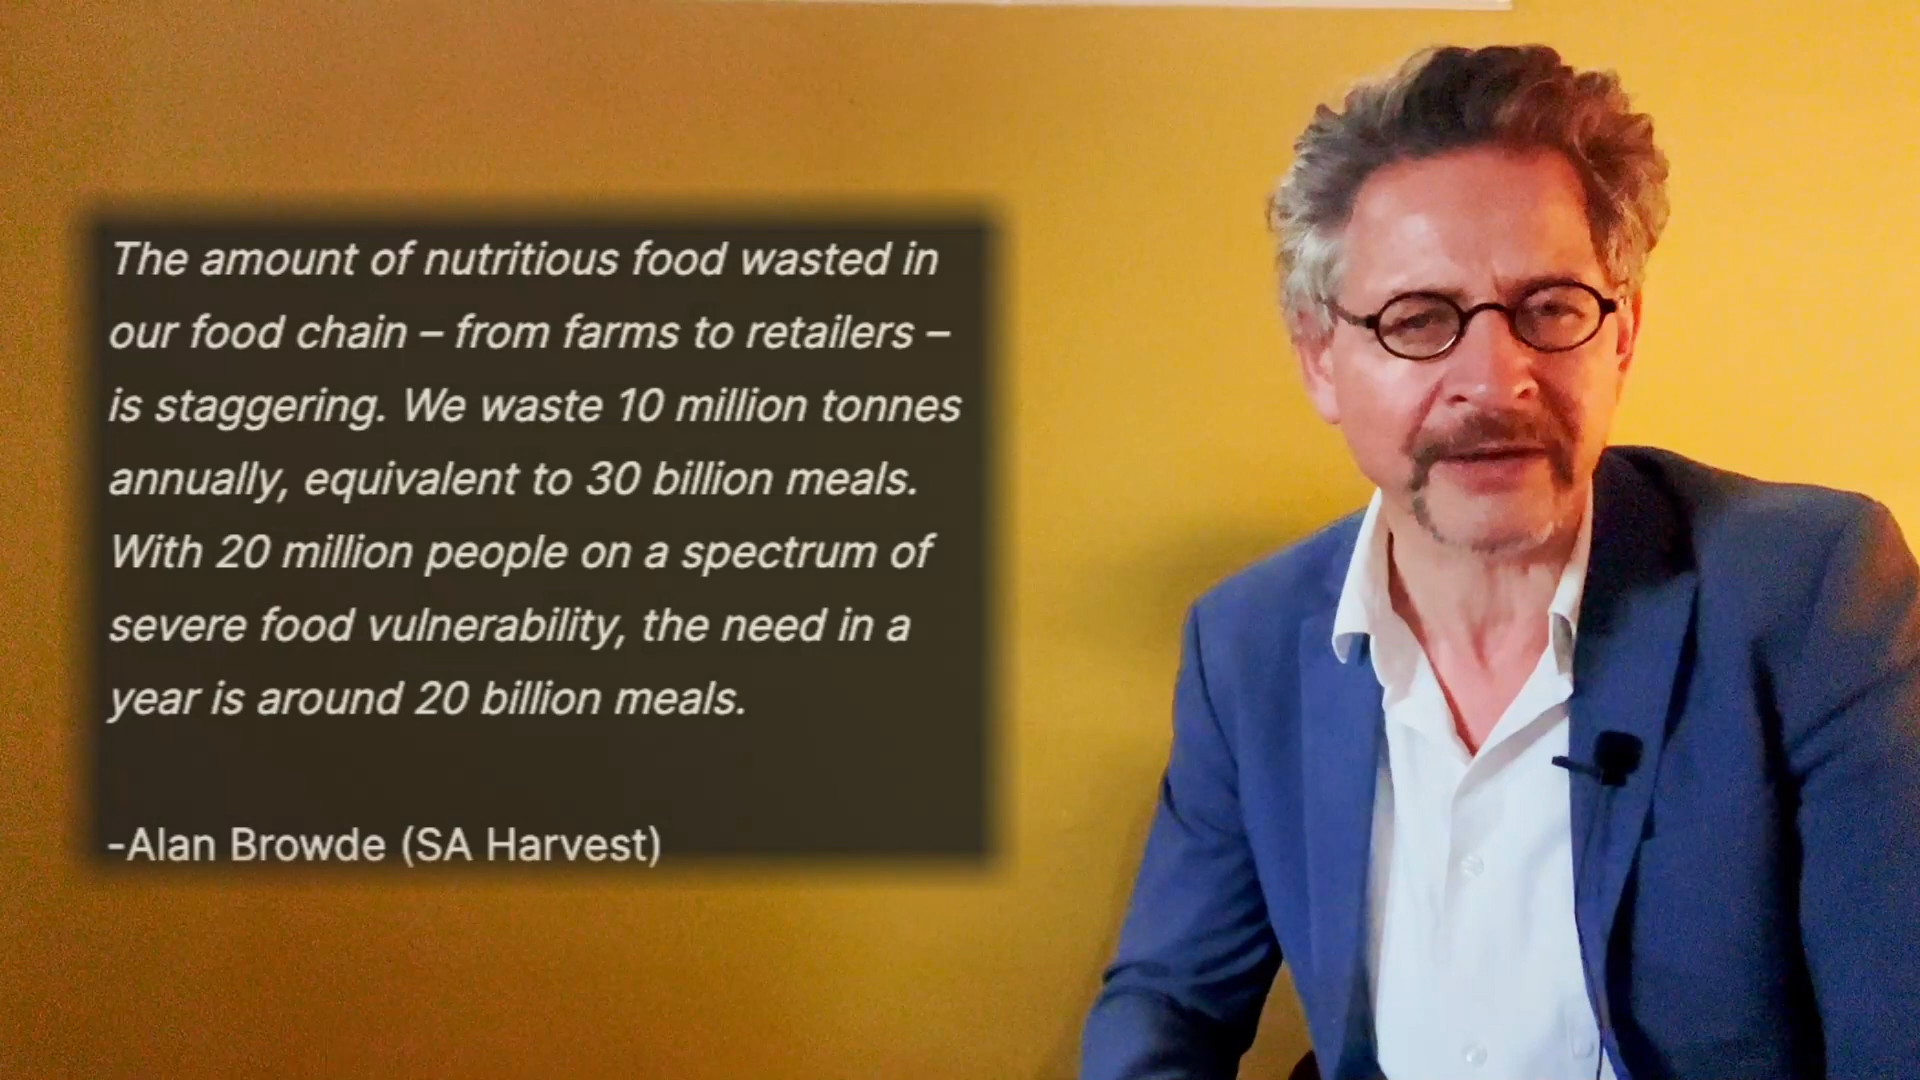 The amount of nutritious food wasted in
our food chain – from farms to retailers –
is staggering. We waste 10 million tonnes
annually, equivalent to 30 billion meals.
With 20 million people on a spectrum of
severe food vulnerability, the need in a
year is around 20 billion meals.
-Alan Browde (SA Harvest)